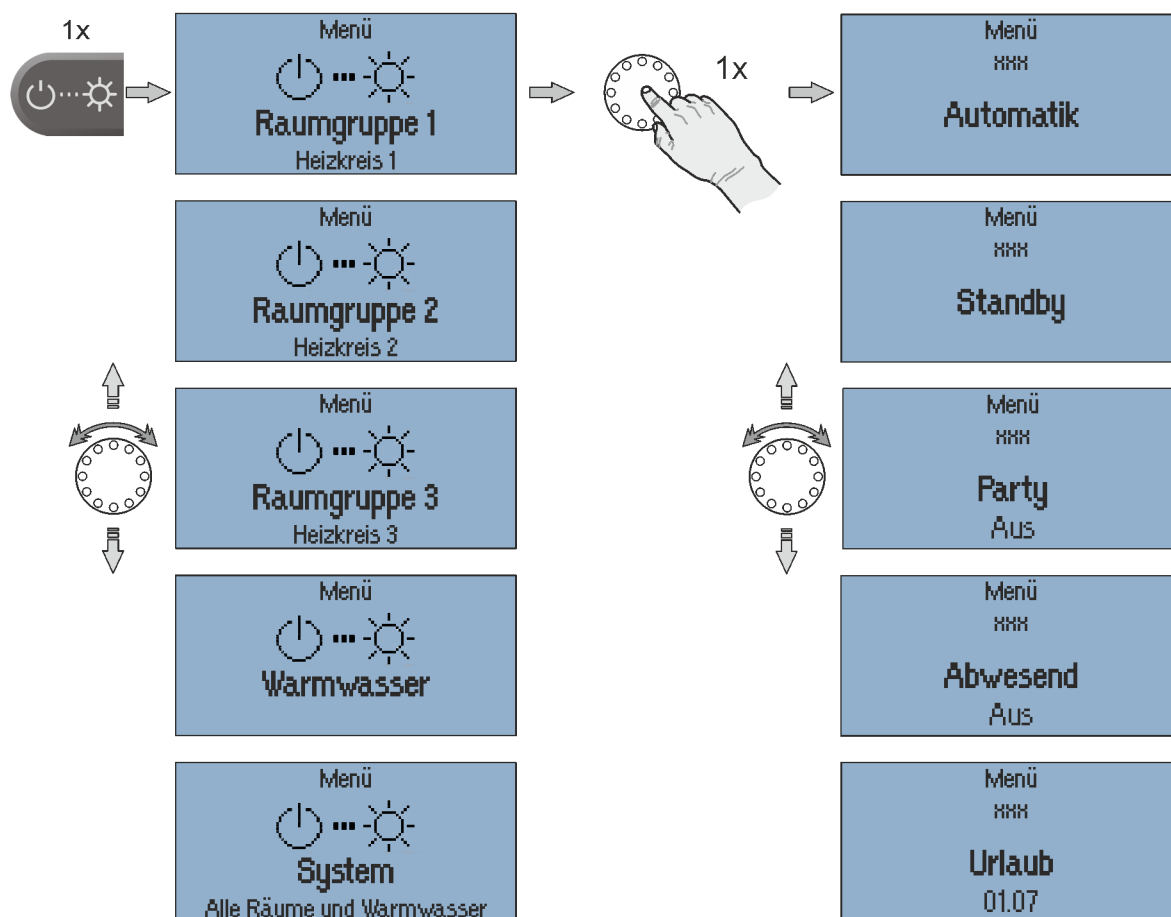 1x
Menü
Raumgruppe 1
Heizkreis 1
Menü
Raumgruppe 2
Heizkreis 2
Menü
Raumgruppe 3
Heizkreis 3
Menü
Warmwasser
Menü
System
Alle Räume und Warmwasser
1x
Menü
xxx
Automatik
Menü
xxx
Standby
Menü
xxx
Party
Aus
Menü
xxx
Abwesend
Aus
Menü
xxx
Urlaub
01.07